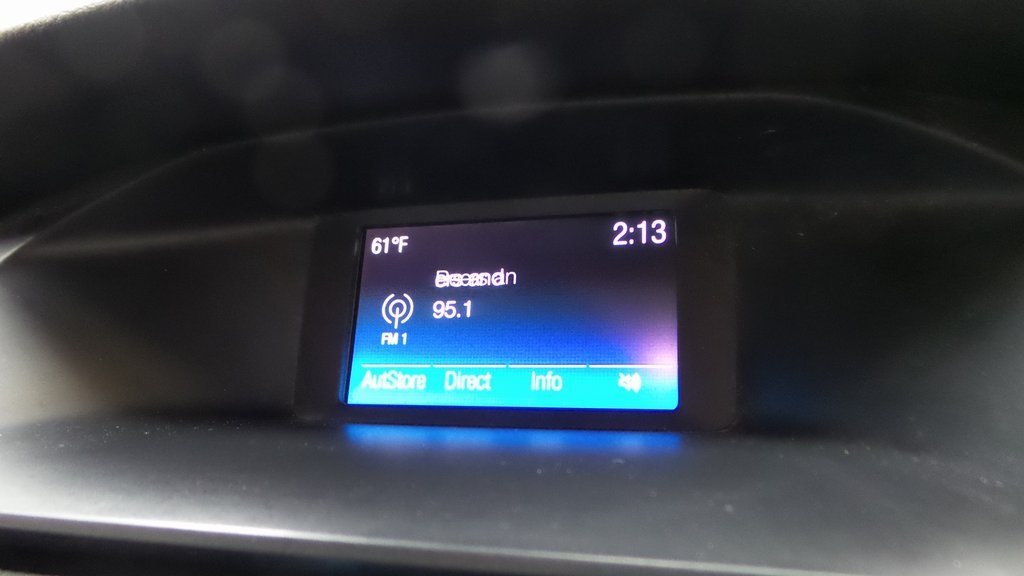 61°F 2:13
95.1
FM 1
AutStore Direct Info